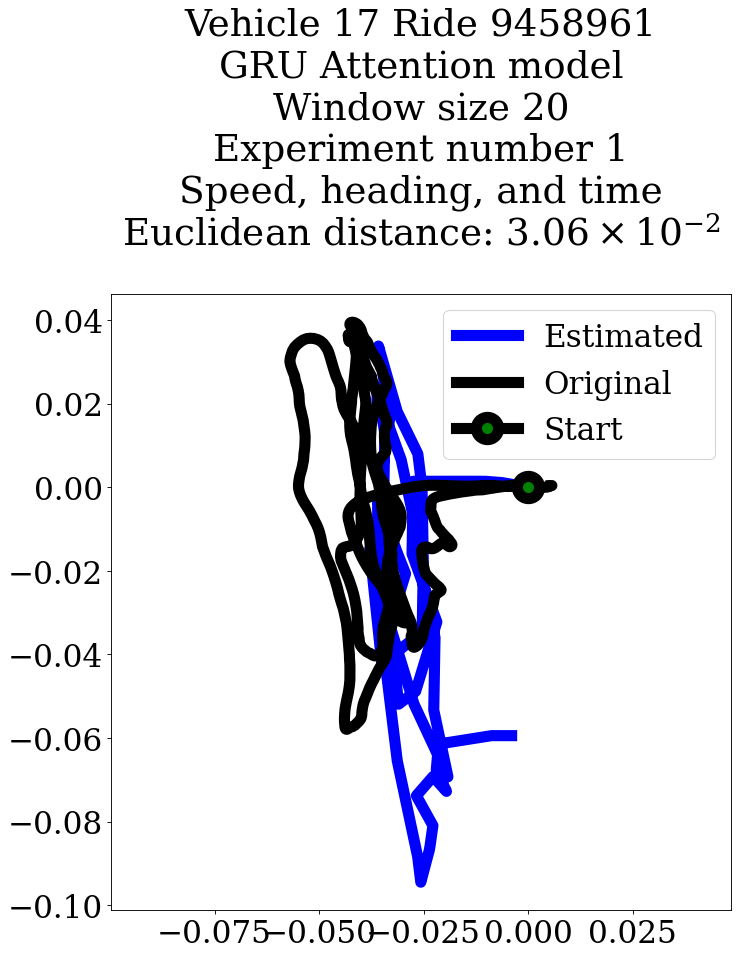 Vehicle 17 Ride 9458961
GRU Attention model
Window size 20
Experiment number 1
Speed, heading, and time
Euclidean distance: 3.06 × 10⁻²
Estimated
Original
Start
0.04
0.02
0.00
−0.02
−0.04
−0.06
−0.08
−0.10
−0.075 −0.050 −0.025 0.000 0.025